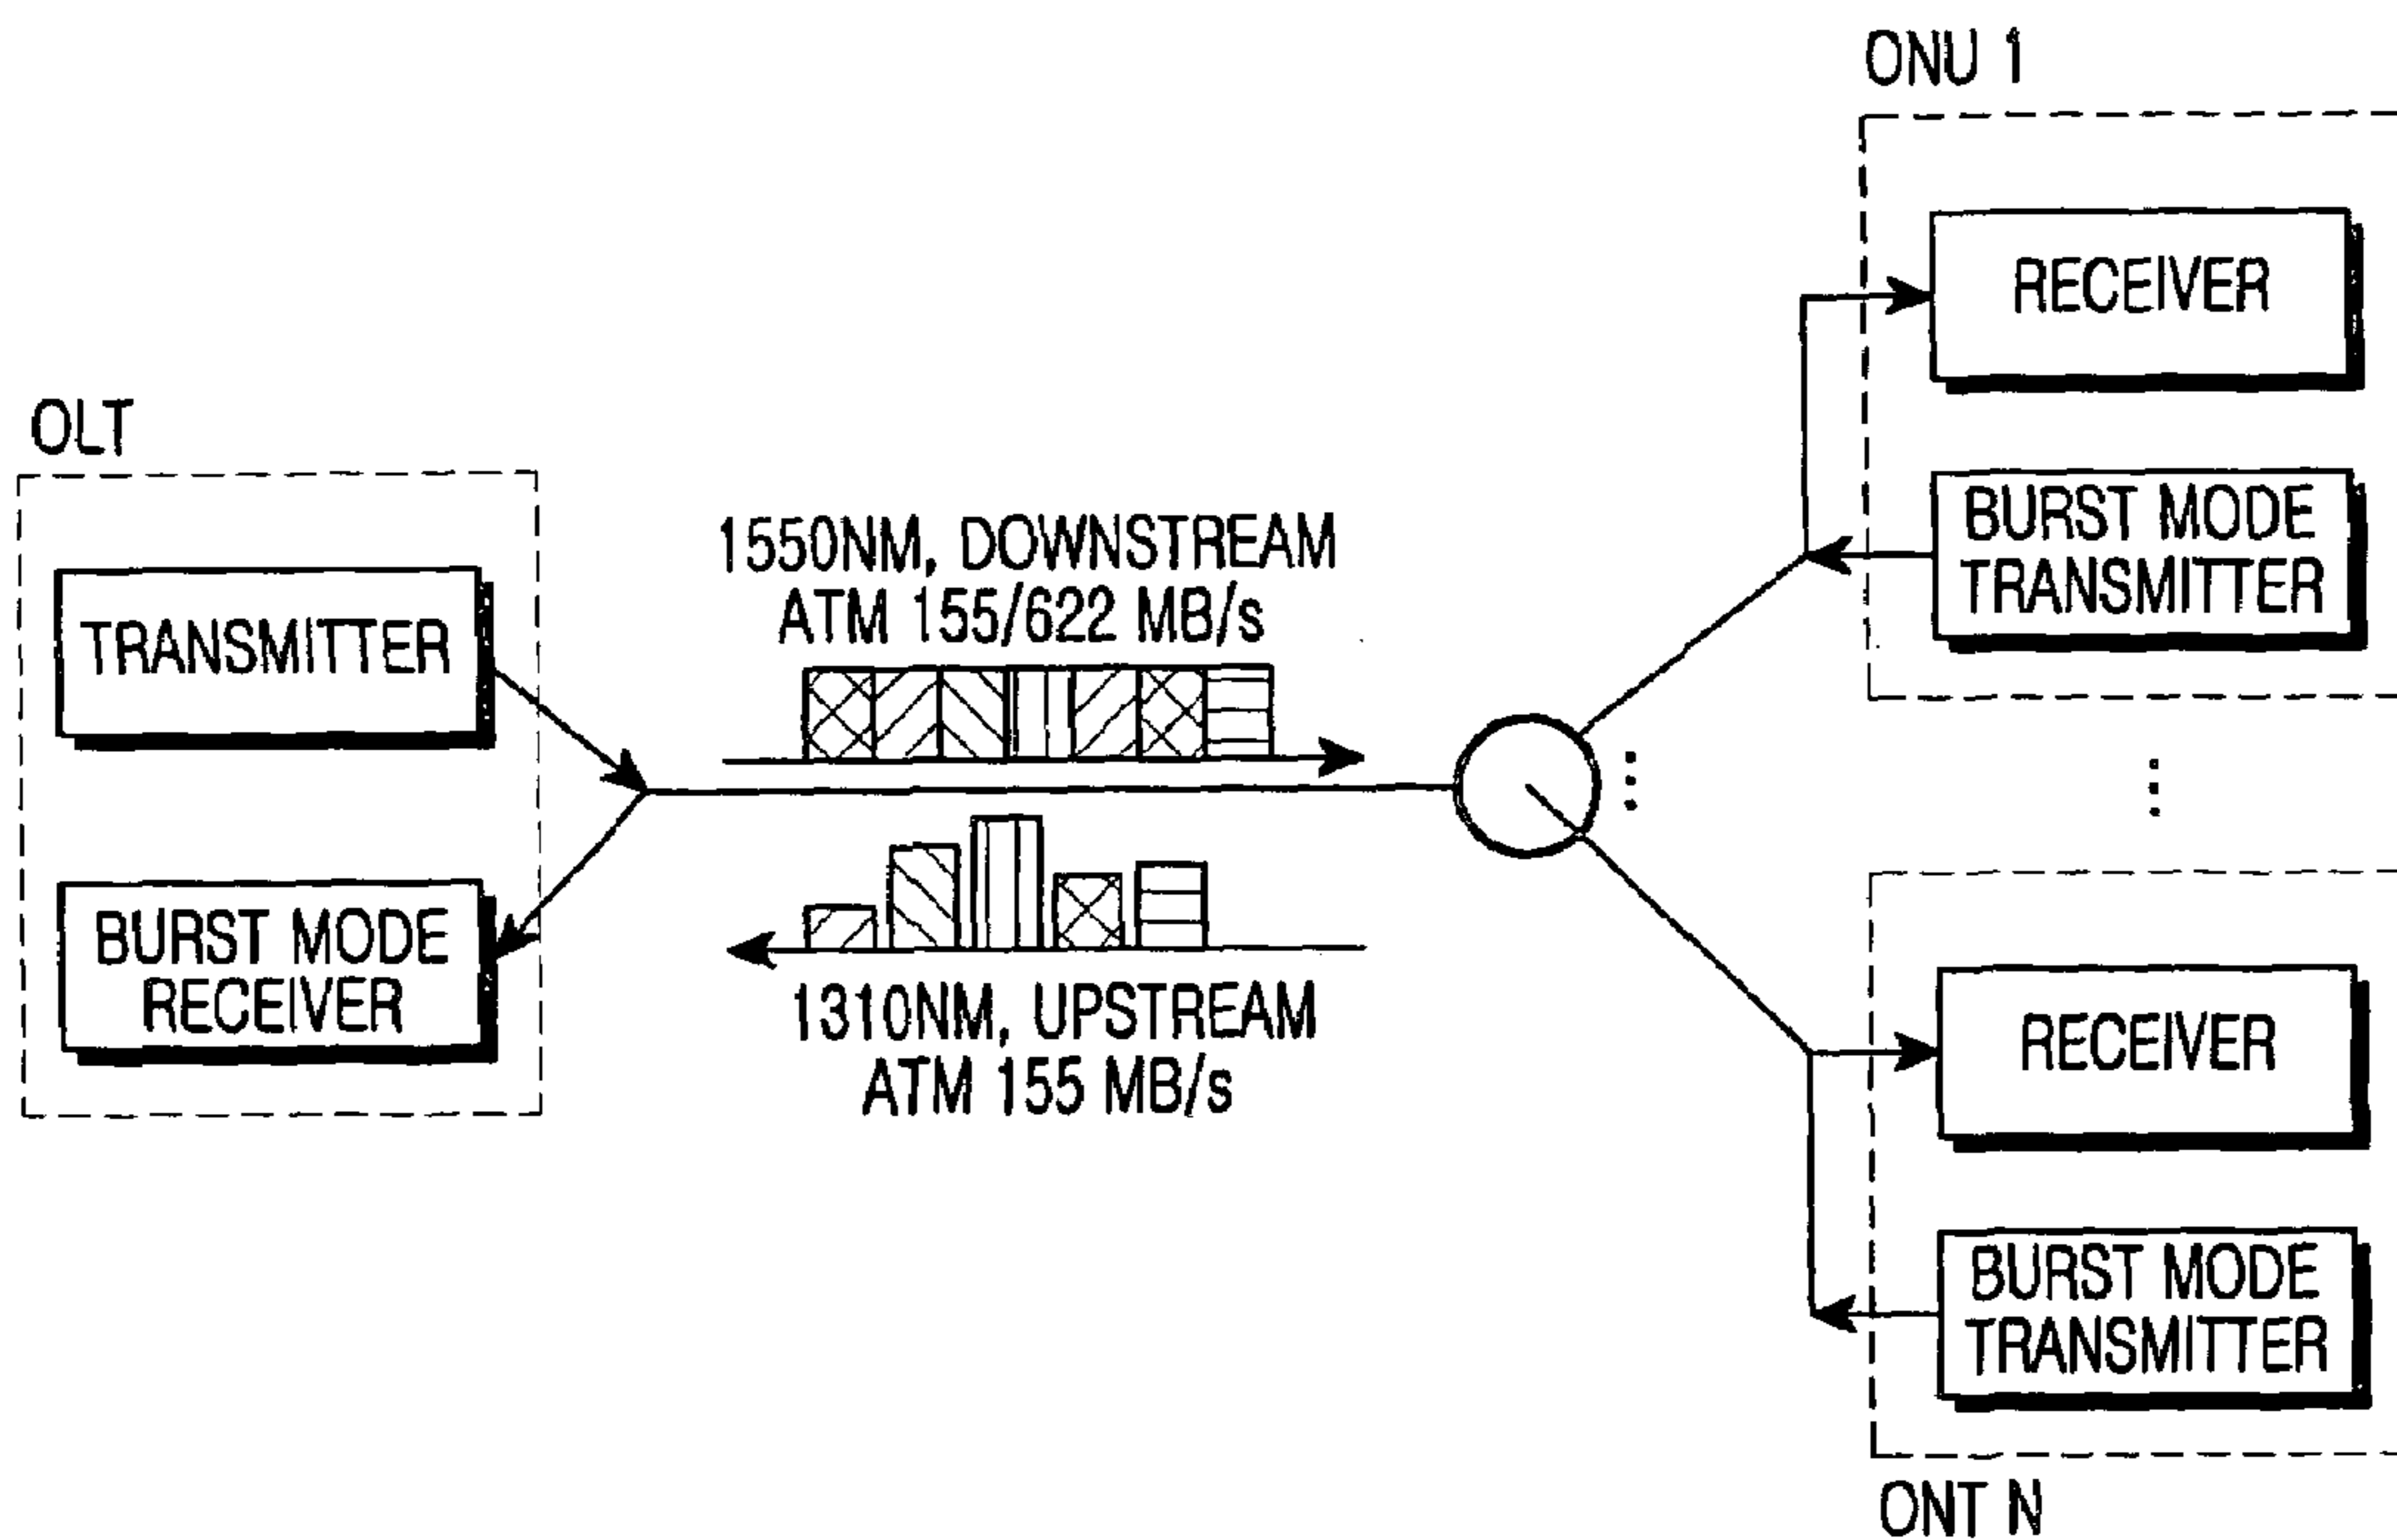 OLT
TRANSMITTER
BURST MODE
RECEIVER
1550NM, DOWNSTREAM
ATM 155/622 MB/s
1310NM, UPSTREAM
ATM 155 MB/s
ONU 1
RECEIVER
BURST MODE
TRANSMITTER
RECEIVER
BURST MODE
TRANSMITTER
ONT N